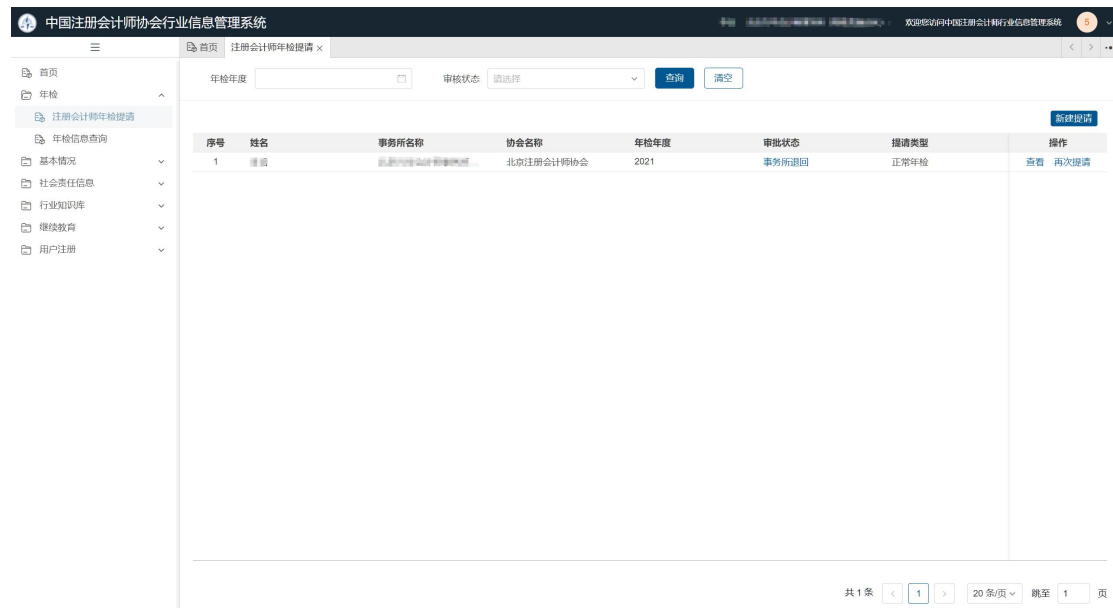 中国注册会计师协会行业信息管理系统
欢迎您访问中国注册会计师行业信息管理系统
5
首页 注册会计师年检提请 ×
首页
年检
注册会计师年检提请
年检信息查询
基本情况
社会责任信息
行业知识库
继续教育
用户注册
年检年度 审核状态 请选择 查询 清空
新建提请
序号 姓名 事务所名称 协会名称 年检年度 审批状态 提请类型 操作
1 北京注册会计师协会 2021 事务所退回 正常年检 查看 再次提请
共 1 条 < 1 > 20 条/页 跳至 1 页